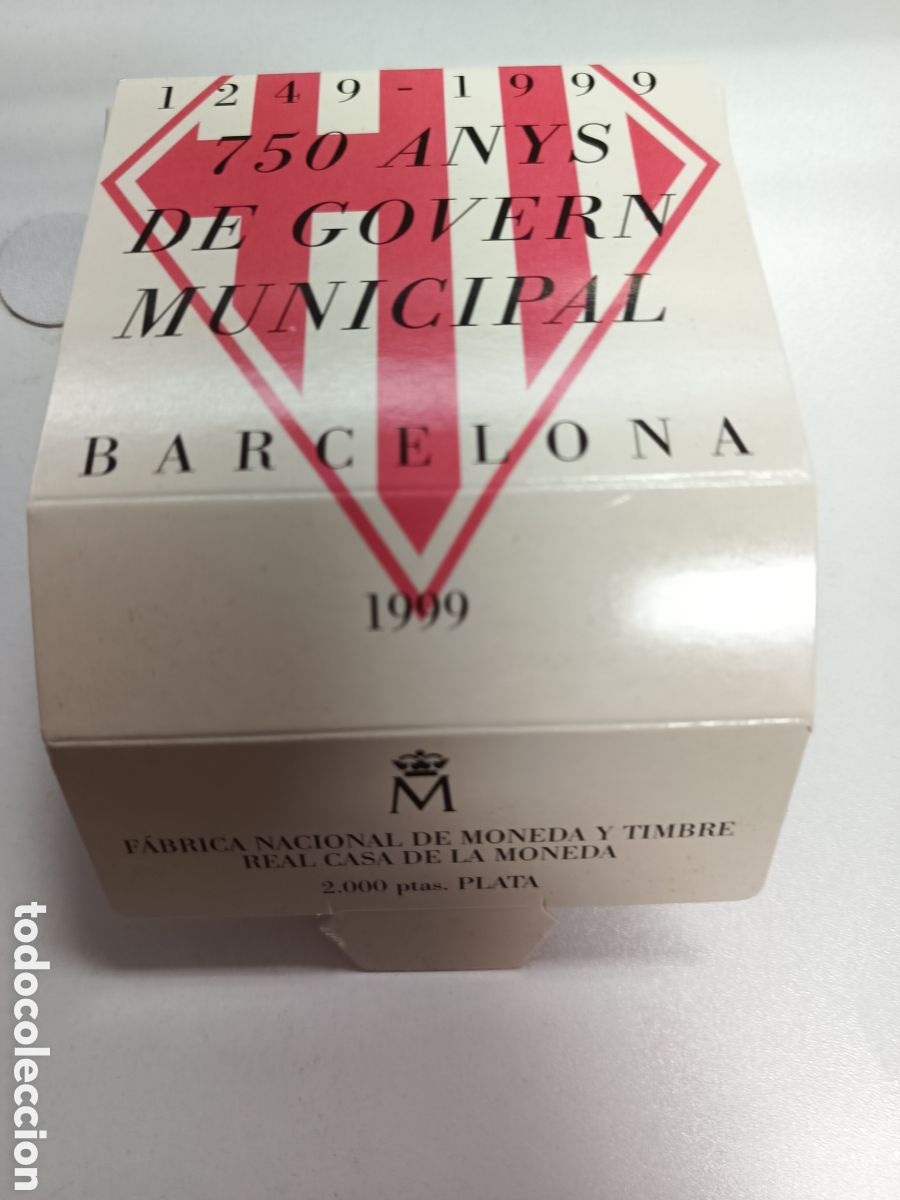 1249-1999
750 ANYS
DE GOVERN
MUNICIPAL
BARCELONA
1999
M
FÁBRICA NACIONAL DE MONEDA Y TIMBRE
REAL CASA DE LA MONEDA
2.000 ptas. PLATA
todocoleccion